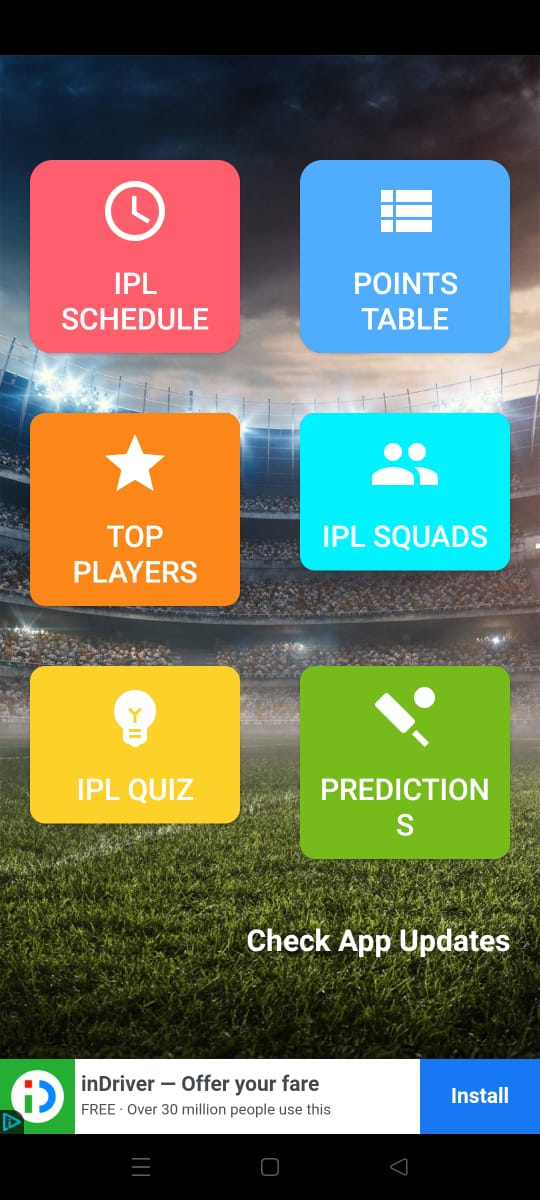 IPL
SCHEDULE
POINTS
TABLE
TOP
PLAYERS
IPL SQUADS
IPL QUIZ
PREDICTION
S
Check App Updates
inDriver — Offer your fare
FREE · Over 30 million people use this
Install